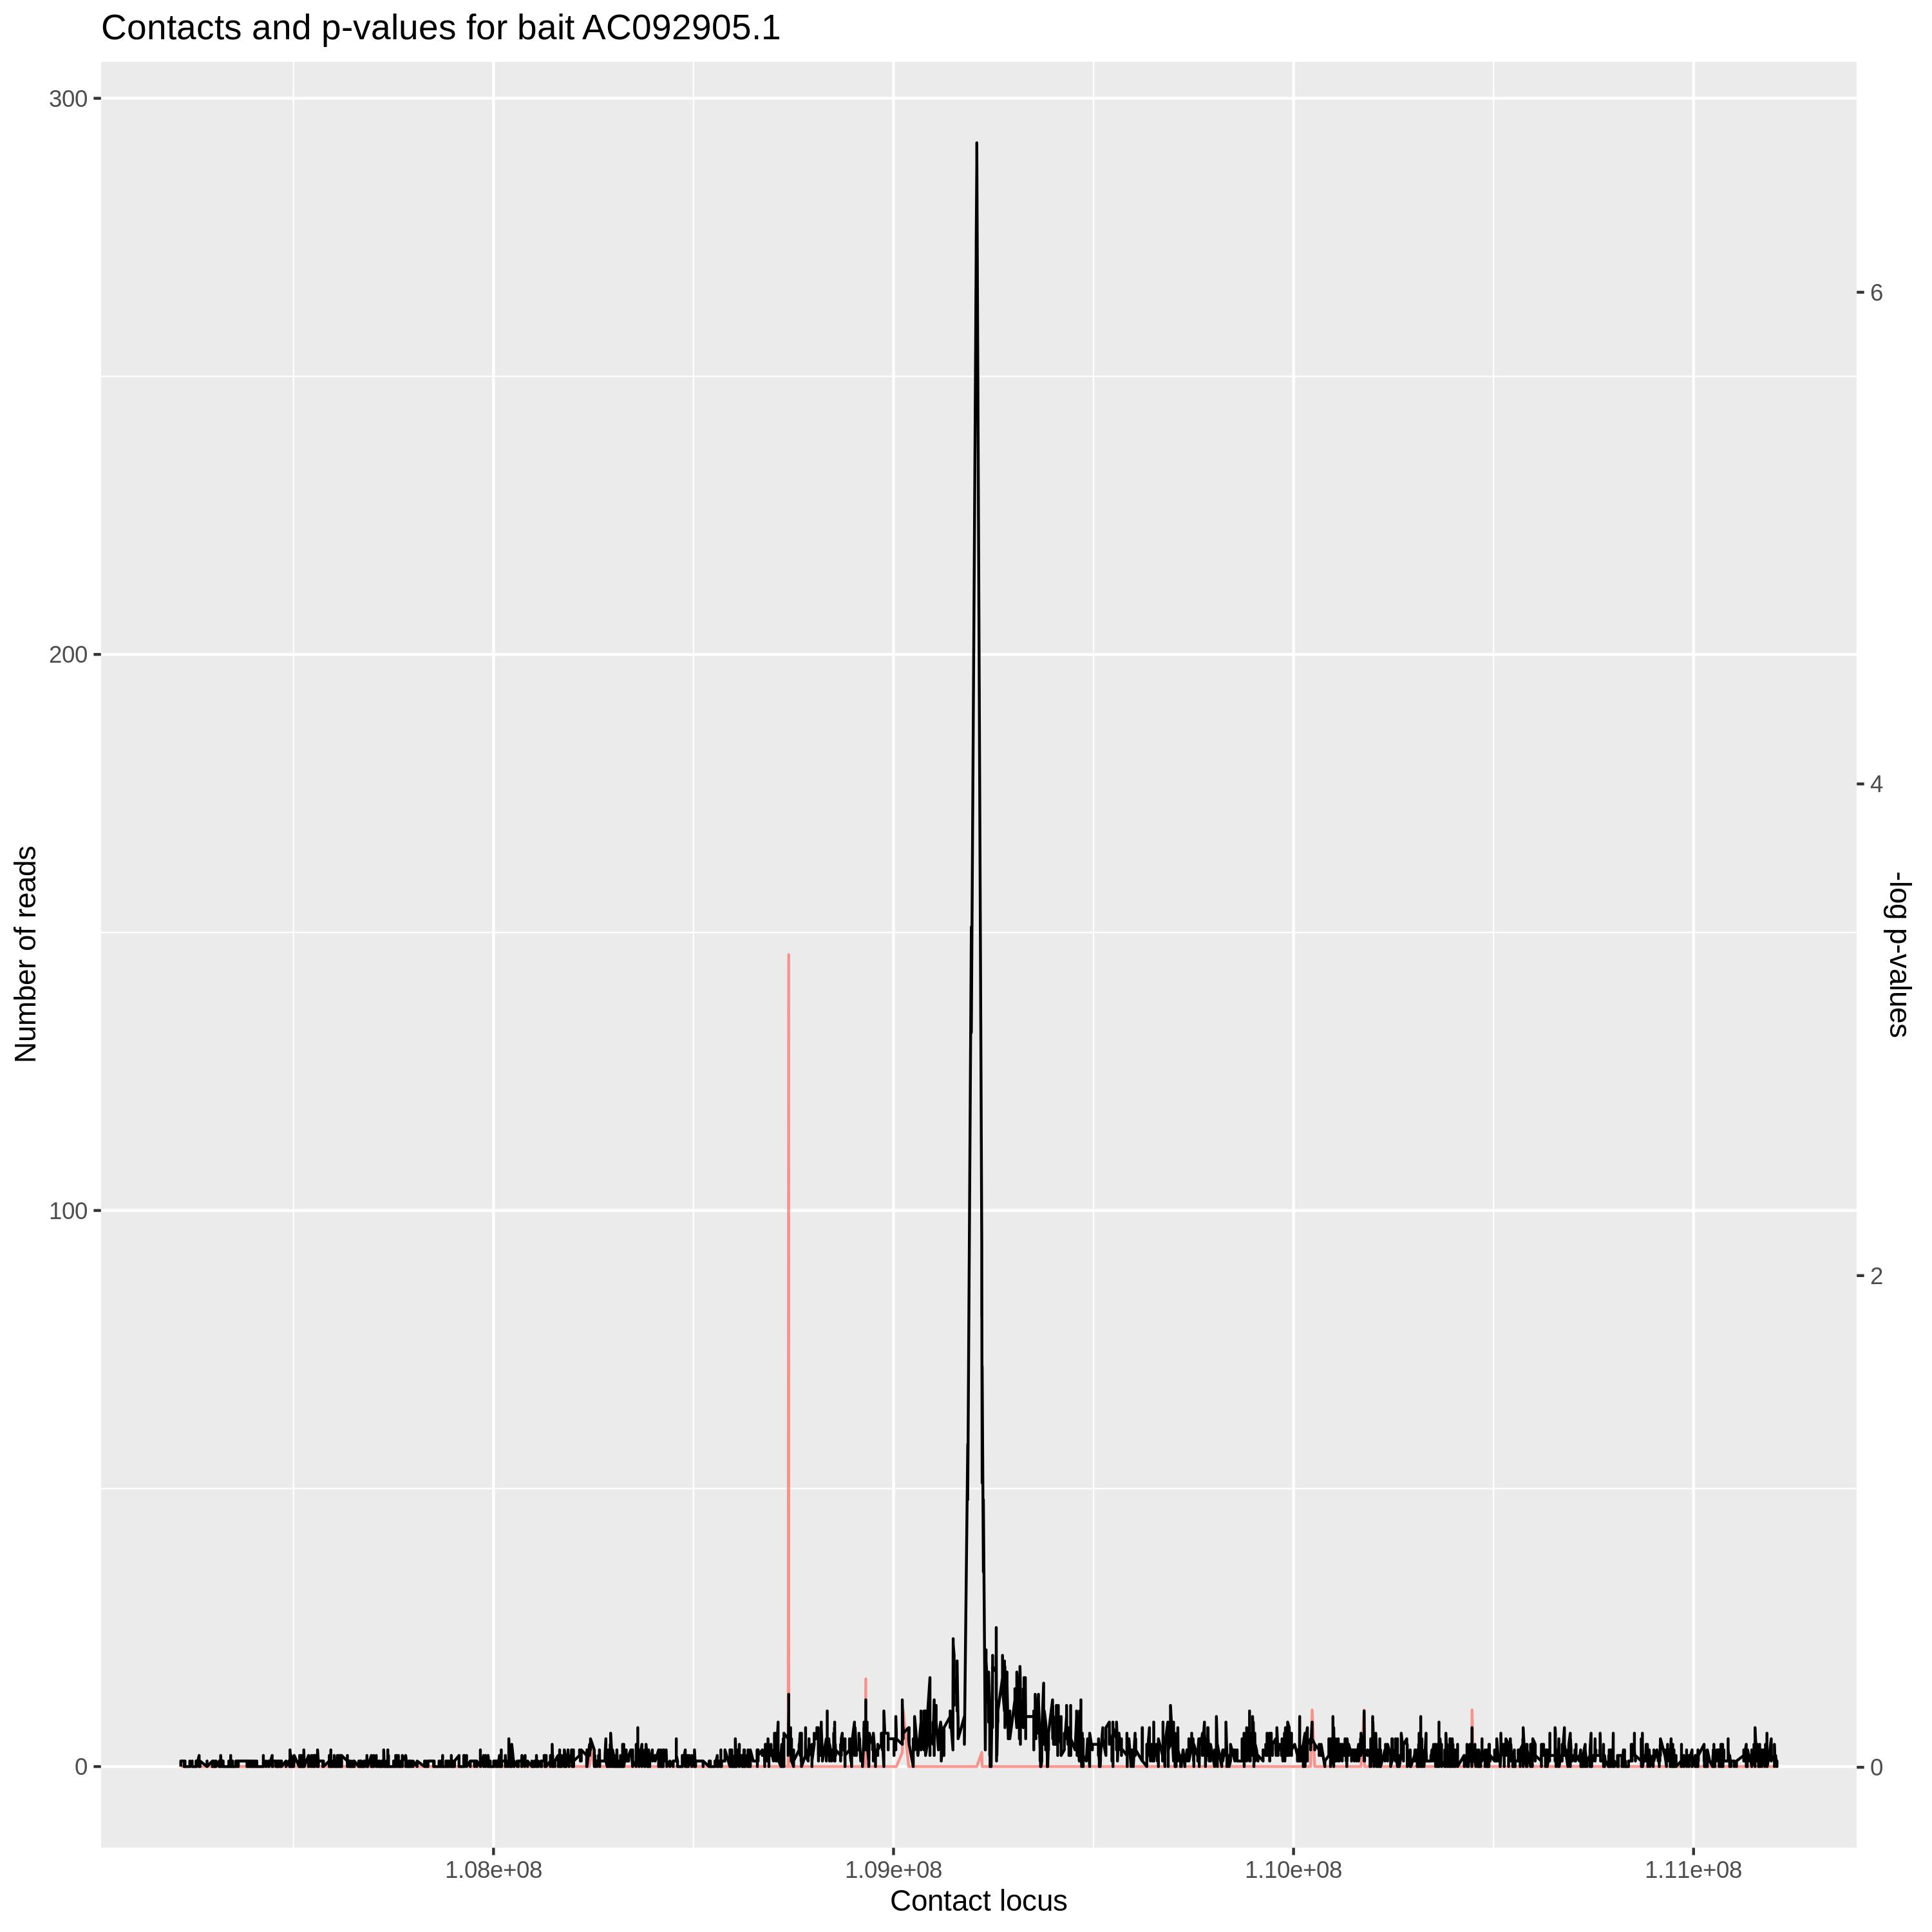 Contacts and p-values for bait AC092905.1
300
200
100
0
Number of reads
6
4
2
0
-log p-values
1.08e+08
1.09e+08
1.10e+08
1.11e+08
Contact locus